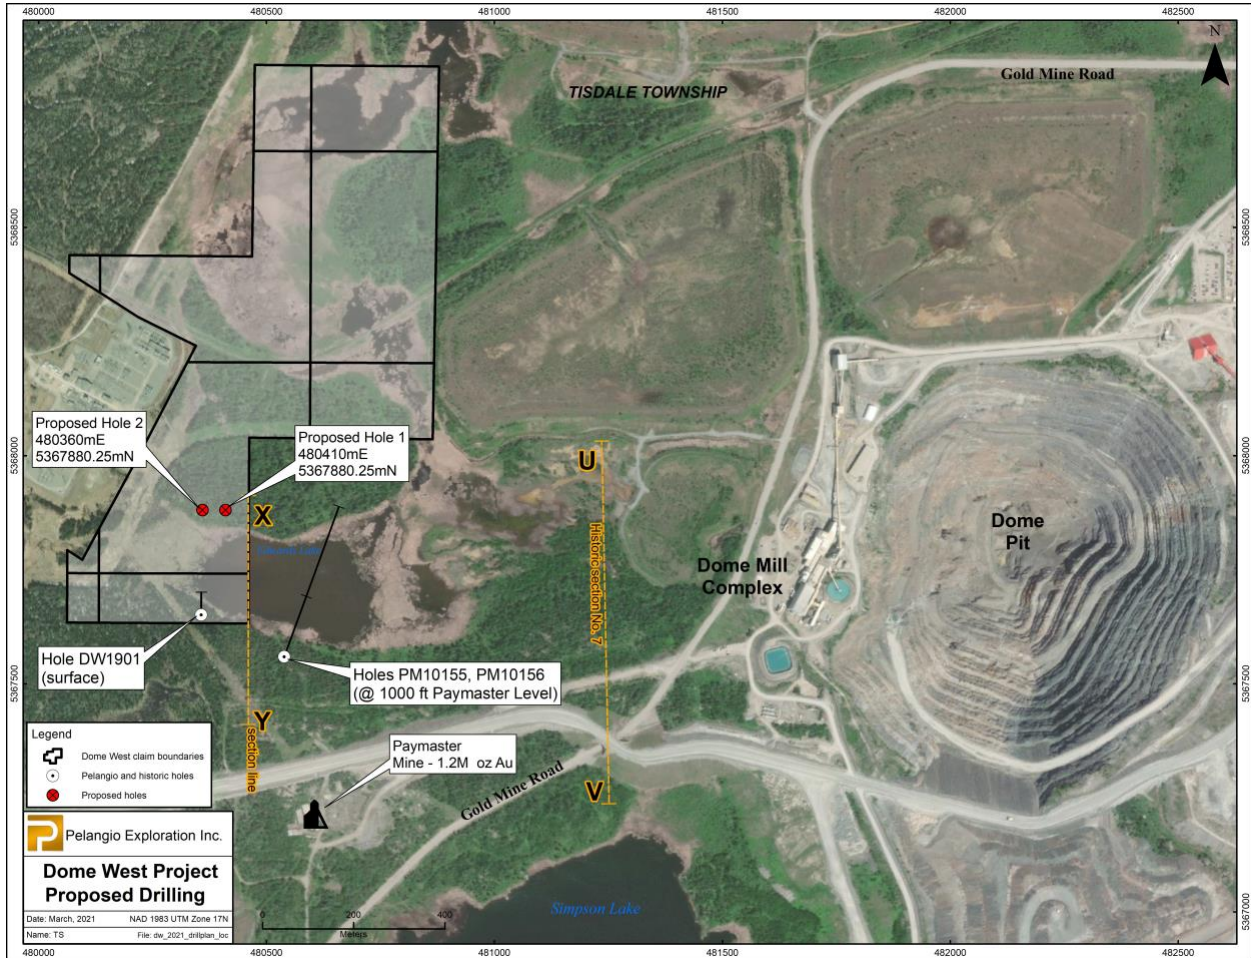 480000
480500
481000
481500
482000
482500
N
Gold Mine Road
TISDALE TOWNSHIP
5368500
5368500
Proposed Hole 2
480360mE
5367880.25mN
Proposed Hole 1
480410mE
5367880.25mN
5368000
5368000
U
X
Historic section No. 7
Dome
Pit
Dome Mill
Complex
Hole DW1901
(surface)
Holes PM10155, PM10156
(@ 1000 ft Paymaster Level)
5367500
5367500
Y
section line
Paymaster
Mine - 1.2M oz Au
V
Gold Mine Road
Legend
Dome West claim boundaries
Pelangio and historic holes
Proposed holes
Pelangio Exploration Inc.
Dome West Project
Proposed Drilling
Date: March, 2021
NAD 1983 UTM Zone 17N
Name: TS
File: dw_2021_drillplan_loc
0
200
400
Meters
Simpson Lake
5367000
480000
480500
481000
481500
482000
482500